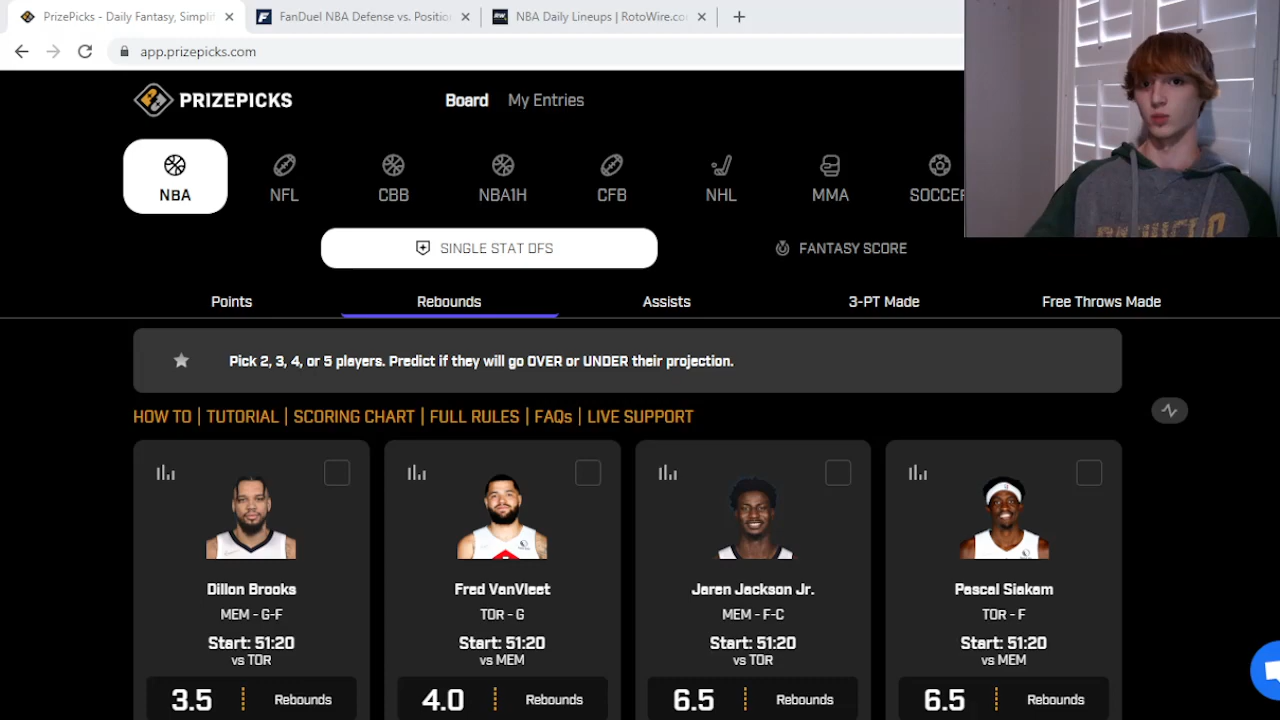 PrizePicks - Daily Fantasy, Simpli
FanDuel NBA Defense vs. Positio
NBA Daily Lineups | RotoWire.co
app.prizepicks.com
PRIZEPICKS
Board
My Entries
NBA
NFL
CBB
NBA1H
CFB
NHL
MMA
SOCCER
SINGLE STAT DFS
FANTASY SCORE
Points
Rebounds
Assists
3-PT Made
Free Throws Made
Pick 2, 3, 4, or 5 players. Predict if they will go OVER or UNDER their projection.
HOW TO | TUTORIAL | SCORING CHART | FULL RULES | FAQs | LIVE SUPPORT
Dillon Brooks
MEM - G-F
Start: 51:20
vs TOR
3.5
Rebounds
Fred VanVleet
TOR - G
Start: 51:20
vs MEM
4.0
Rebounds
Jaren Jackson Jr.
MEM - F-C
Start: 51:20
vs TOR
6.5
Rebounds
Pascal Siakam
TOR - F
Start: 51:20
vs MEM
6.5
Rebounds